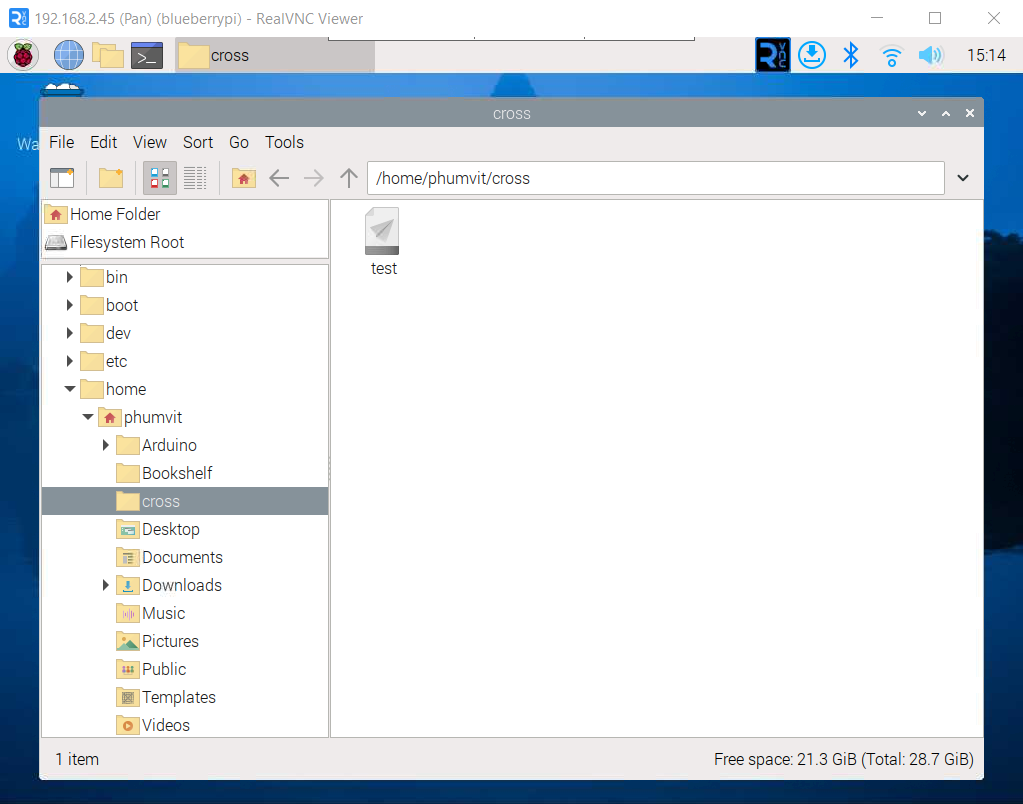 192.168.2.45 (Pan) (blueberrypi) - RealVNC Viewer
cross
15:14
Wa
cross
File Edit View Sort Go Tools
/home/phumvit/cross
Home Folder
Filesystem Root
bin
boot
dev
etc
home
phumvit
Arduino
Bookshelf
cross
Desktop
Documents
Downloads
Music
Pictures
Public
Templates
Videos
test
1 item
Free space: 21.3 GiB (Total: 28.7 GiB)